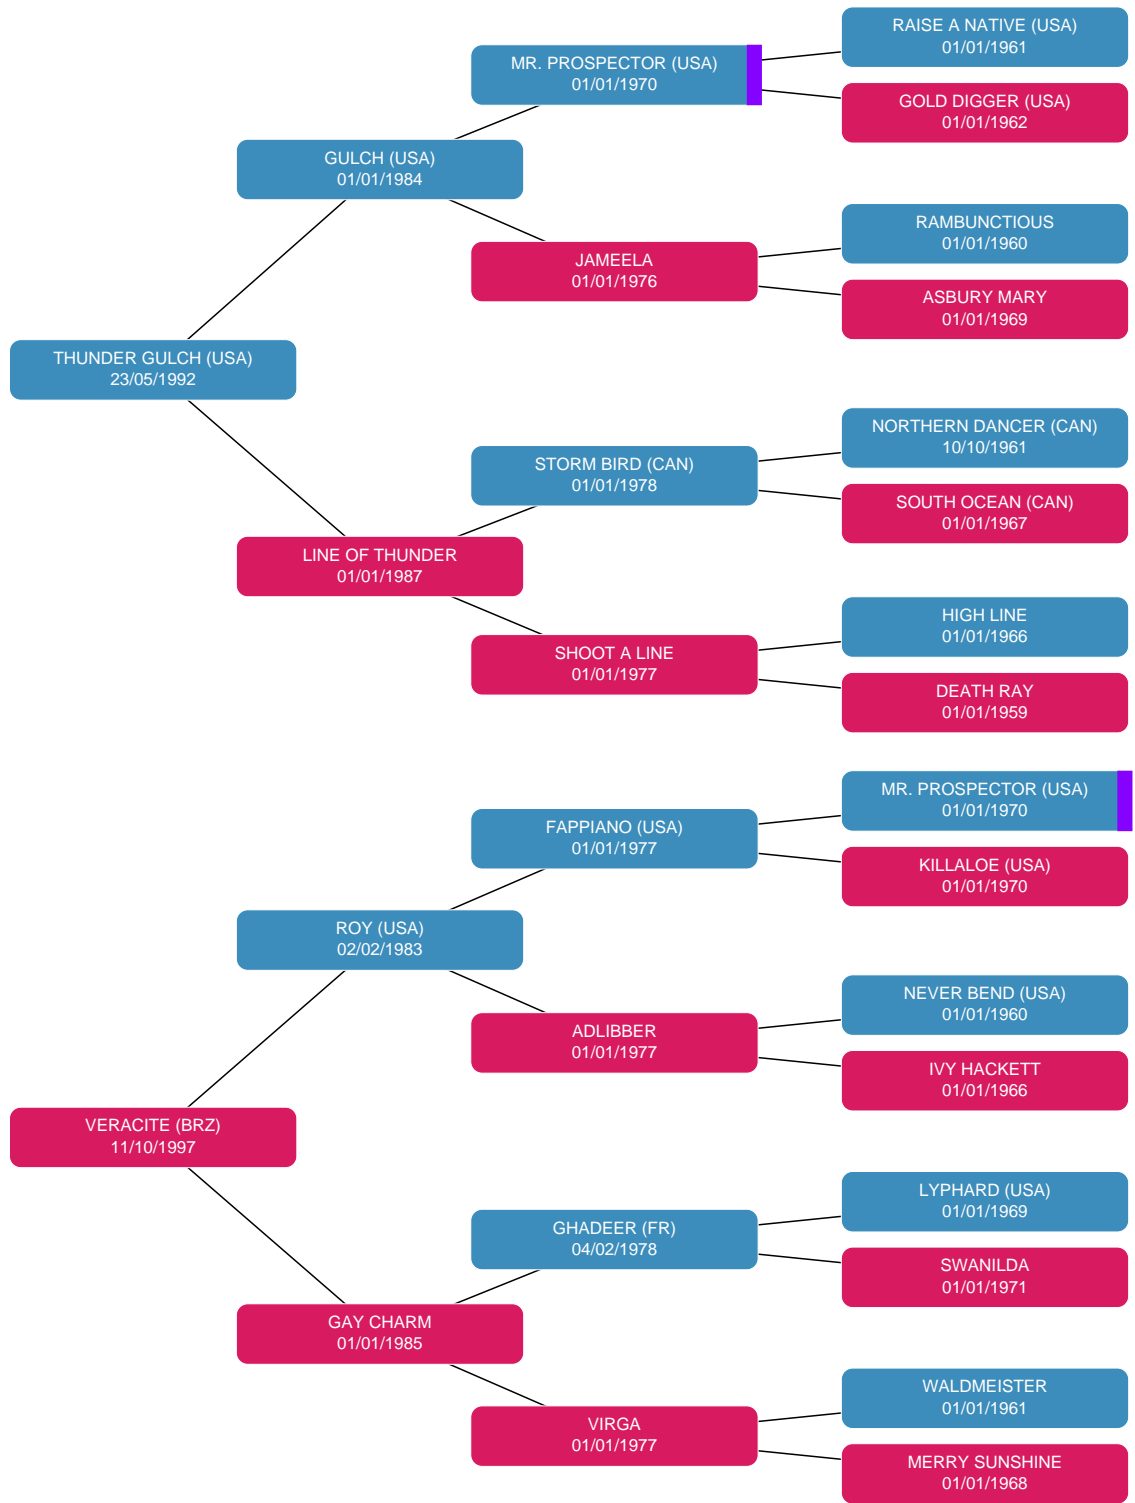 RAISE A NATIVE (USA)
01/01/1961
MR. PROSPECTOR (USA)
01/01/1970
GOLD DIGGER (USA)
01/01/1962
GULCH (USA)
01/01/1984
RAMBUNCTIOUS
01/01/1960
JAMEELA
01/01/1976
ASBURY MARY
01/01/1969
THUNDER GULCH (USA)
23/05/1992
NORTHERN DANCER (CAN)
10/10/1961
STORM BIRD (CAN)
01/01/1978
SOUTH OCEAN (CAN)
01/01/1967
LINE OF THUNDER
01/01/1987
HIGH LINE
01/01/1966
SHOOT A LINE
01/01/1977
DEATH RAY
01/01/1959
MR. PROSPECTOR (USA)
01/01/1970
FAPPIANO (USA)
01/01/1977
KILLALOE (USA)
01/01/1970
ROY (USA)
02/02/1983
NEVER BEND (USA)
01/01/1960
ADLIBBER
01/01/1977
IVY HACKETT
01/01/1966
VERACITE (BRZ)
11/10/1997
LYPHARD (USA)
01/01/1969
GHADEER (FR)
04/02/1978
SWANILDA
01/01/1971
GAY CHARM
01/01/1985
WALDMEISTER
01/01/1961
VIRGA
01/01/1977
MERRY SUNSHINE
01/01/1968